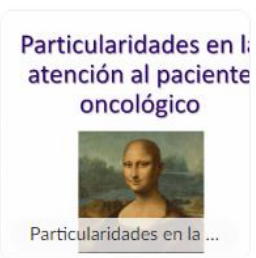 Particularidades en la
atención al paciente
oncológico
Particularidades en la ...